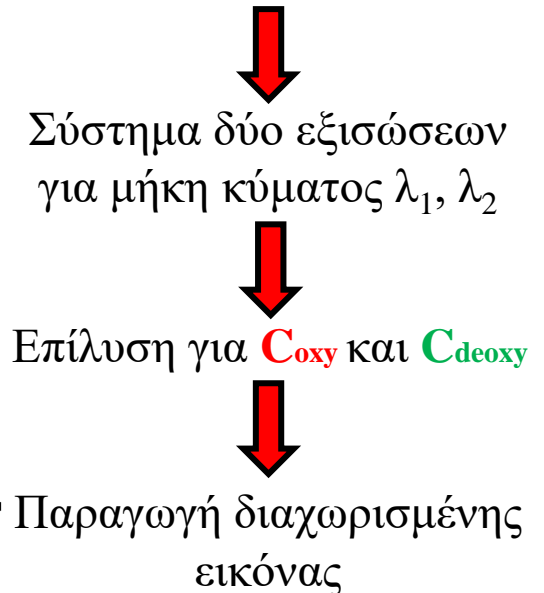 Σύστημα δύο εξισώσεων
για μήκη κύματος λ₁, λ₂
Επίλυση για Coxy και Cdeoxy
Παραγωγή διαχωρισμένης
εικόνας